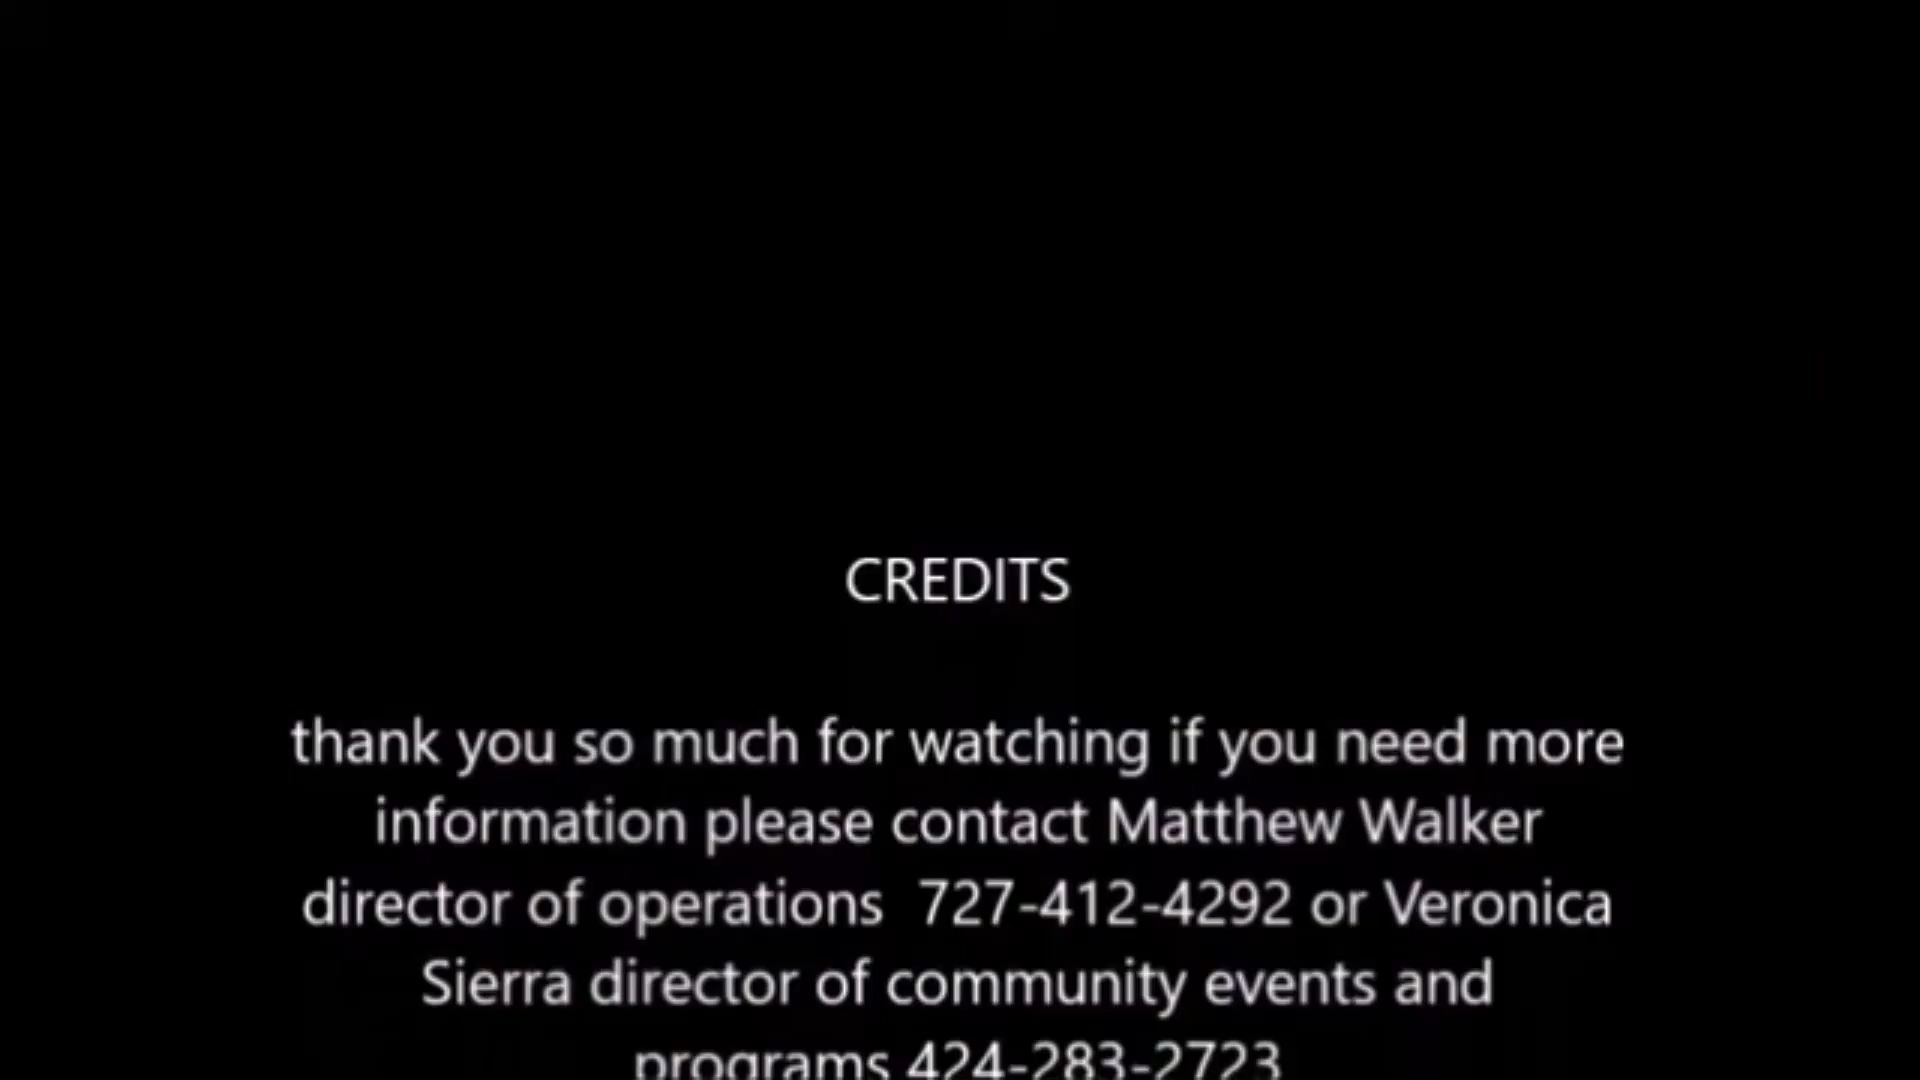 CREDITS
thank you so much for watching if you need more
information please contact Matthew Walker
director of operations  727-412-4292 or Veronica
Sierra director of community events and
programs 424-283-2723